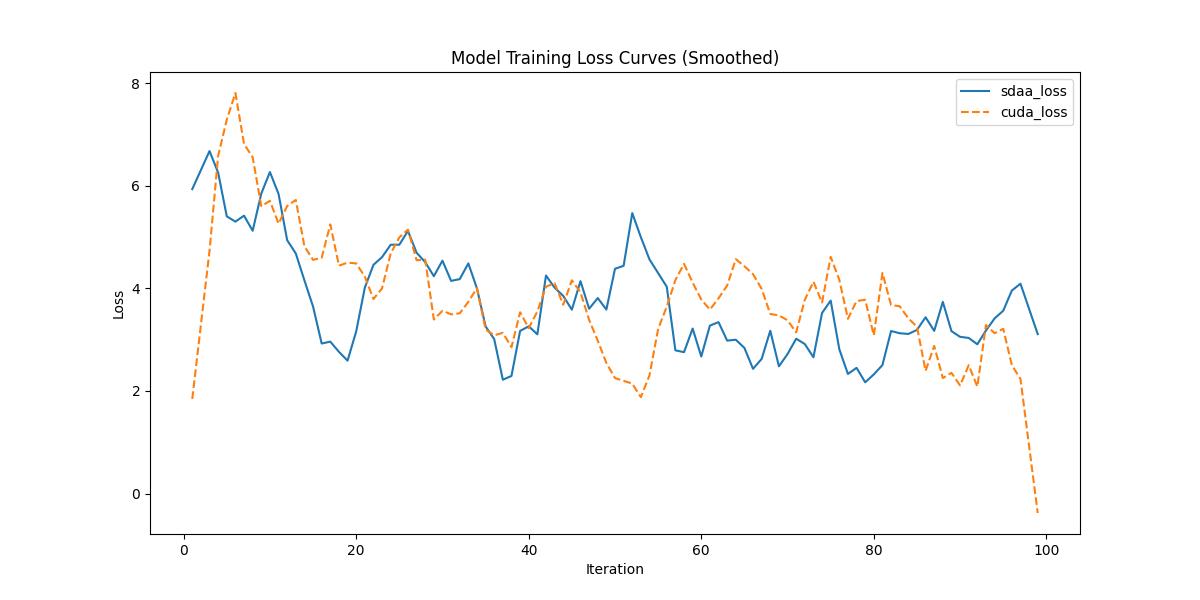 Model Training Loss Curves (Smoothed)
sdaa_loss
cuda_loss
8
6
4
2
0
Loss
0 20 40 60 80 100
Iteration